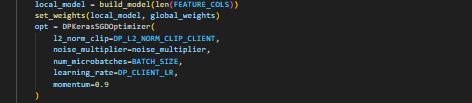 local_model = build_model(len(FEATURE_COLS))
set_weights(local_model, global_weights)
opt = DPKerasSGDOptimizer(
l2_norm_clip=DP_L2_NORM_CLIP_CLIENT,
noise_multiplier=noise_multiplier,
num_microbatches=BATCH_SIZE,
learning_rate=DP_CLIENT_LR,
momentum=0.9
)